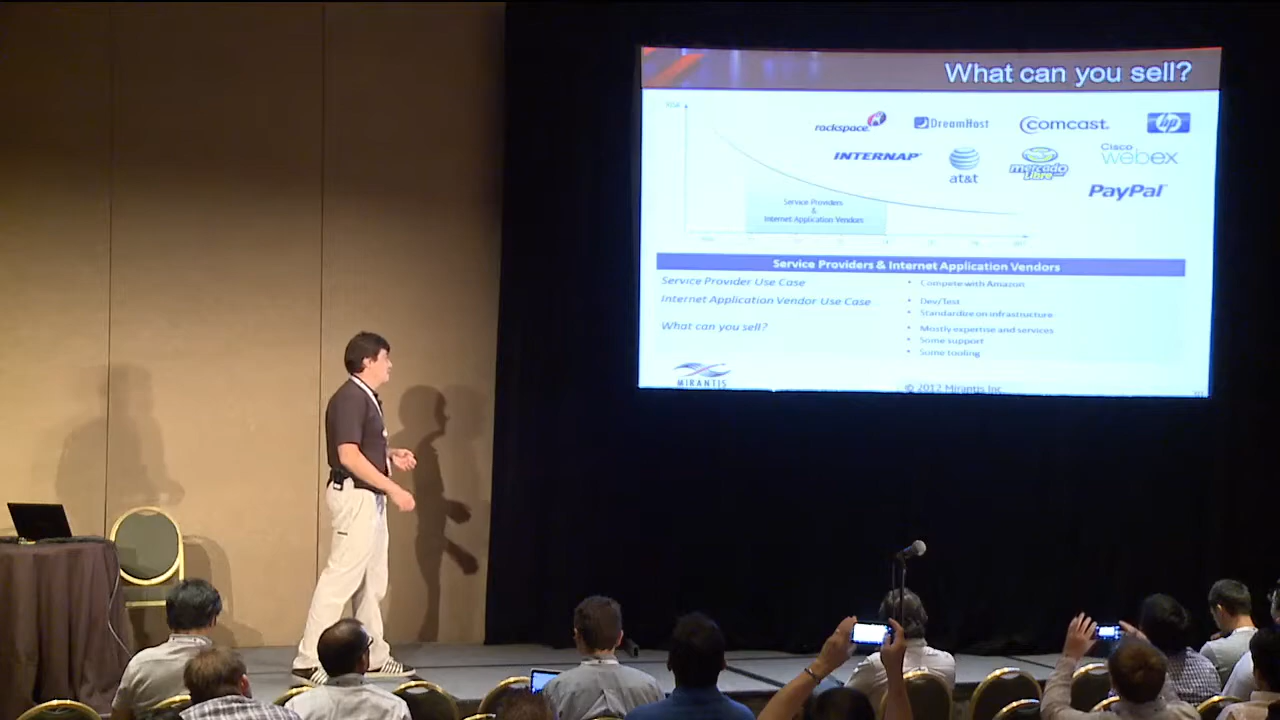 What can you sell?
rackspace
DreamHost
comcast
hp
INTERNAP
at&t
mercado
Libre
Cisco
webex
PayPal
Service Providers
&
Internet Application Vendors
Service Providers & Internet Application Vendors
Service Provider Use Case
• Compete with Amazon
Internet Application Vendor Use Case
• Dev/Test
• Standardize on infrastructure
What can you sell?
• Mostly expertise and services
• Some support
• Some tooling
MIRANTIS
© 2012 Mirantis Inc.